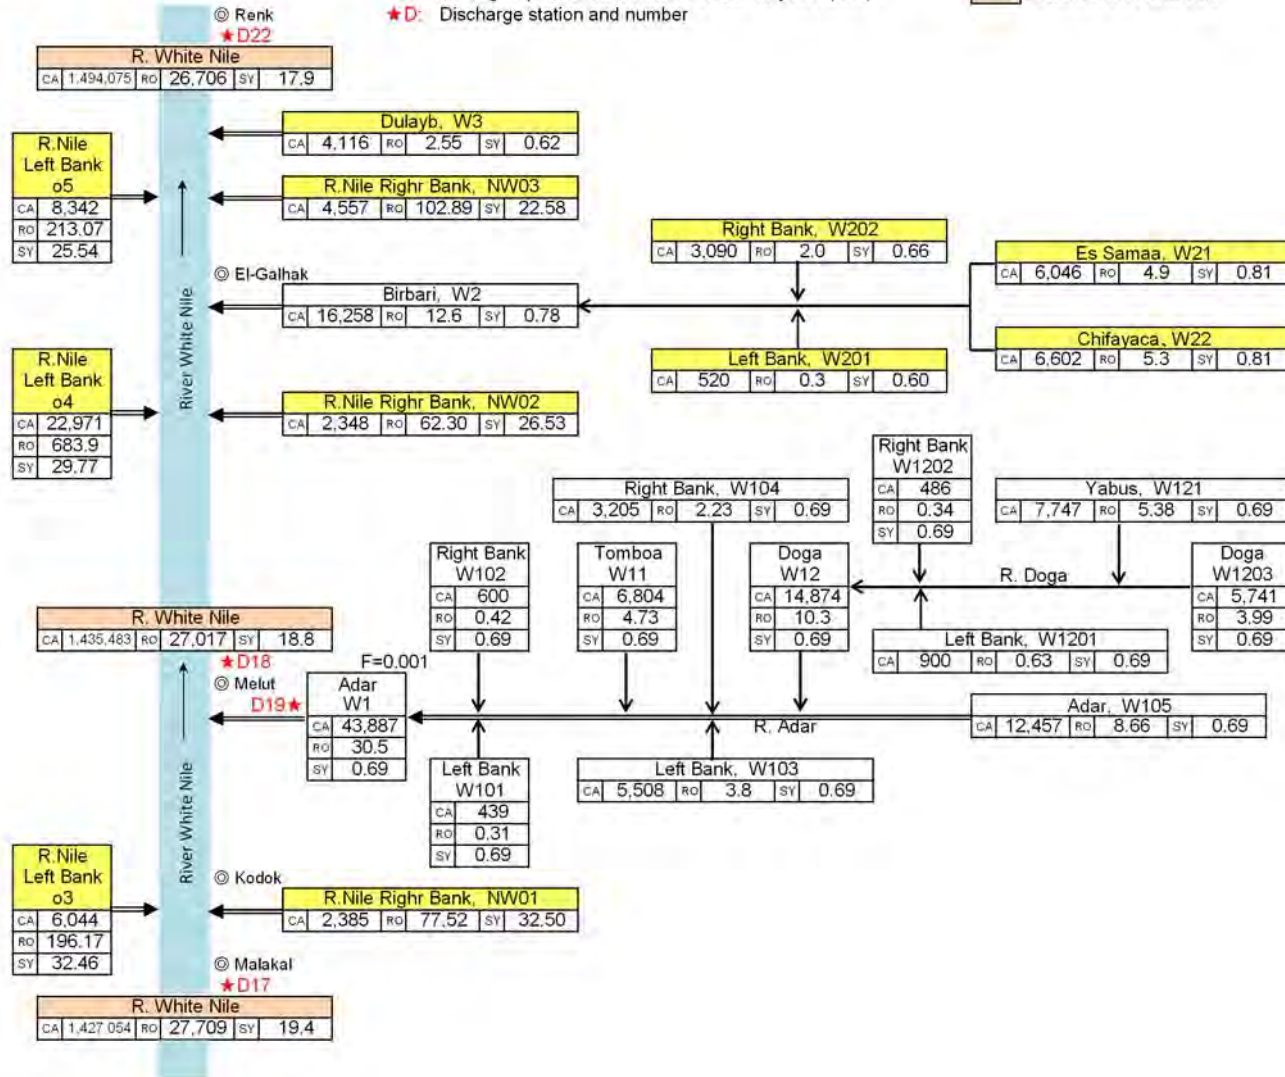 ◎ Renk
★D: Discharge station and number
★D22
R. White Nile
CA 1,494,075 RO 26,706 SY 17.9
Dulayb, W3
CA 4,116 RO 2.55 SY 0.62
R.Nile
Left Bank
o5
CA 8,342
RO 213.07
SY 25.54
R.Nile Righr Bank, NW03
CA 4,557 RO 102.89 SY 22.58
River White Nile
Right Bank, W202
CA 3,090 RO 2.0 SY 0.66
Es Samaa, W21
CA 6,046 RO 4.9 SY 0.81
◎ El-Galhak
Birbari, W2
CA 16,258 RO 12.6 SY 0.78
Chifayaca, W22
CA 6,602 RO 5.3 SY 0.81
Left Bank, W201
CA 520 RO 0.3 SY 0.60
R.Nile
Left Bank
o4
CA 22,971
RO 683.9
SY 29.77
R.Nile Righr Bank, NW02
CA 2,348 RO 62.30 SY 26.53
Right Bank
W1202
CA 486
RO 0.34
SY 0.69
Right Bank, W104
CA 3,205 RO 2.23 SY 0.69
Yabus, W121
CA 7,747 RO 5.38 SY 0.69
Right Bank
W102
CA 600
RO 0.42
SY 0.69
Tomboa
W11
CA 6,804
RO 4.73
SY 0.69
Doga
W12
CA 14,874
RO 10.3
SY 0.69
R. Doga
Doga
W1203
CA 5,741
RO 3.99
SY 0.69
Left Bank, W1201
CA 900 RO 0.63 SY 0.69
R. White Nile
CA 1,435,483 RO 27,017 SY 18.8
★D18
◎ Melut
D19★
F=0.001
Adar
W1
CA 43,887
RO 30.5
SY 0.69
R. Adar
Adar, W105
CA 12,457 RO 8.66 SY 0.69
Left Bank
W101
CA 439
RO 0.31
SY 0.69
Left Bank, W103
CA 5,508 RO 3.8 SY 0.69
River White Nile
R.Nile
Left Bank
o3
CA 6,044
RO 196.17
SY 32.46
◎ Kodok
R.Nile Righr Bank, NW01
CA 2,385 RO 77.52 SY 32.50
◎ Malakal
★D17
R. White Nile
CA 1,427,054 RO 27,709 SY 19.4